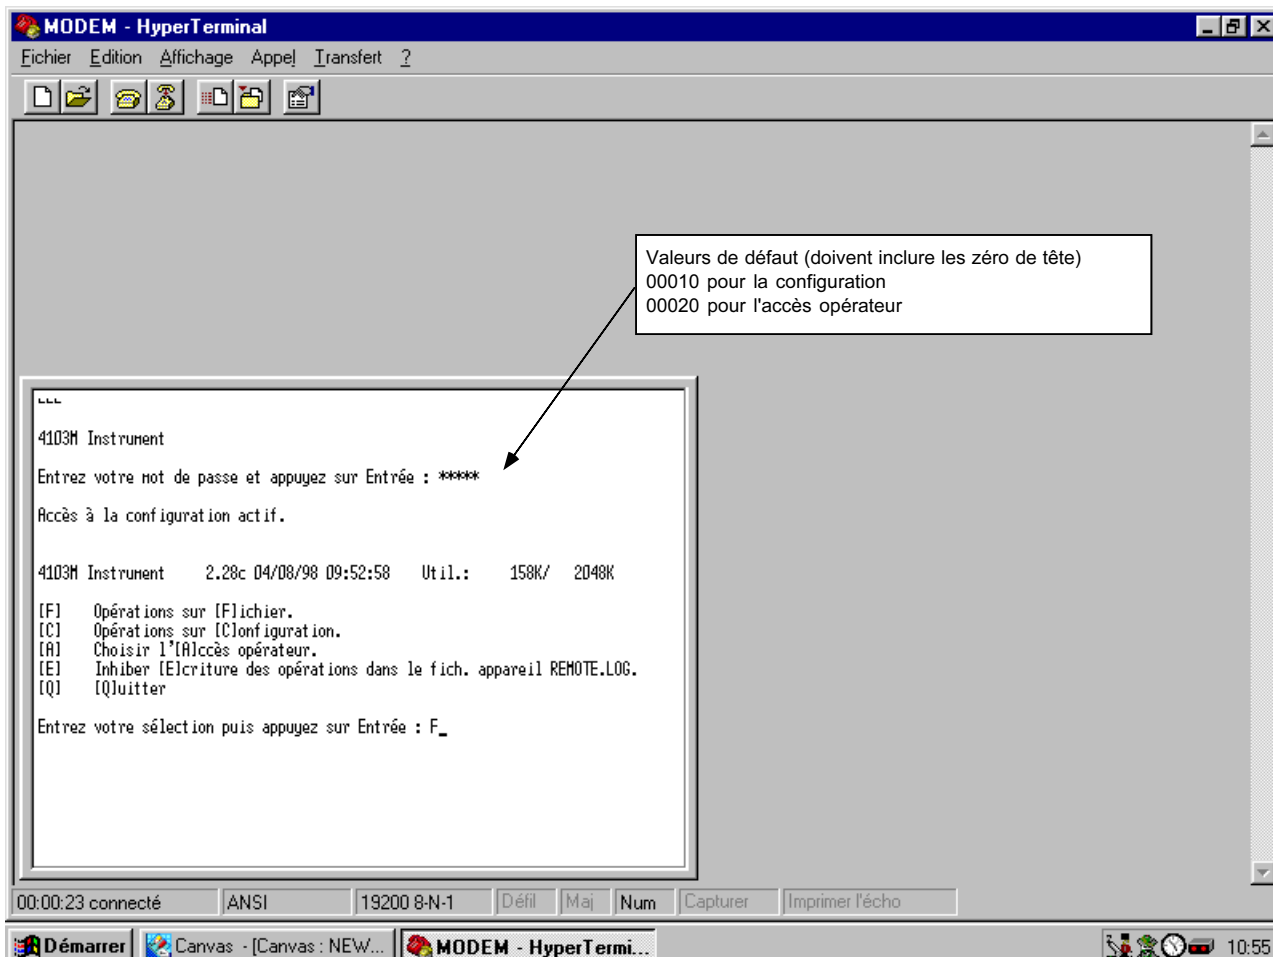 MODEM - HyperTerminal
Fichier Edition Affichage Appel Transfert ?
Valeurs de défaut (doivent inclure les zéro de tête)
00010 pour la configuration
00020 pour l'accès opérateur
4103M Instrument
Entrez votre mot de passe et appuyez sur Entrée : *****
Accès à la configuration actif.
4103M Instrument 2.28c 04/08/98 09:52:58 Util.: 158K/ 2048K
[F] Opérations sur [F]ichier.
[C] Opérations sur [C]onfiguration.
[A] Choisir l'[A]ccès opérateur.
[E] Inhiber [E]criture des opérations dans le fich. appareil REMOTE.LOG.
[Q] [Q]uitter
Entrez votre sélection puis appuyez sur Entrée : F_
00:00:23 connecté ANSI 19200 8-N-1 Défil Maj Num Capturer Imprimer l'écho
Démarrer Canvas - [Canvas : NEW... MODEM - HyperTermi... 10:55